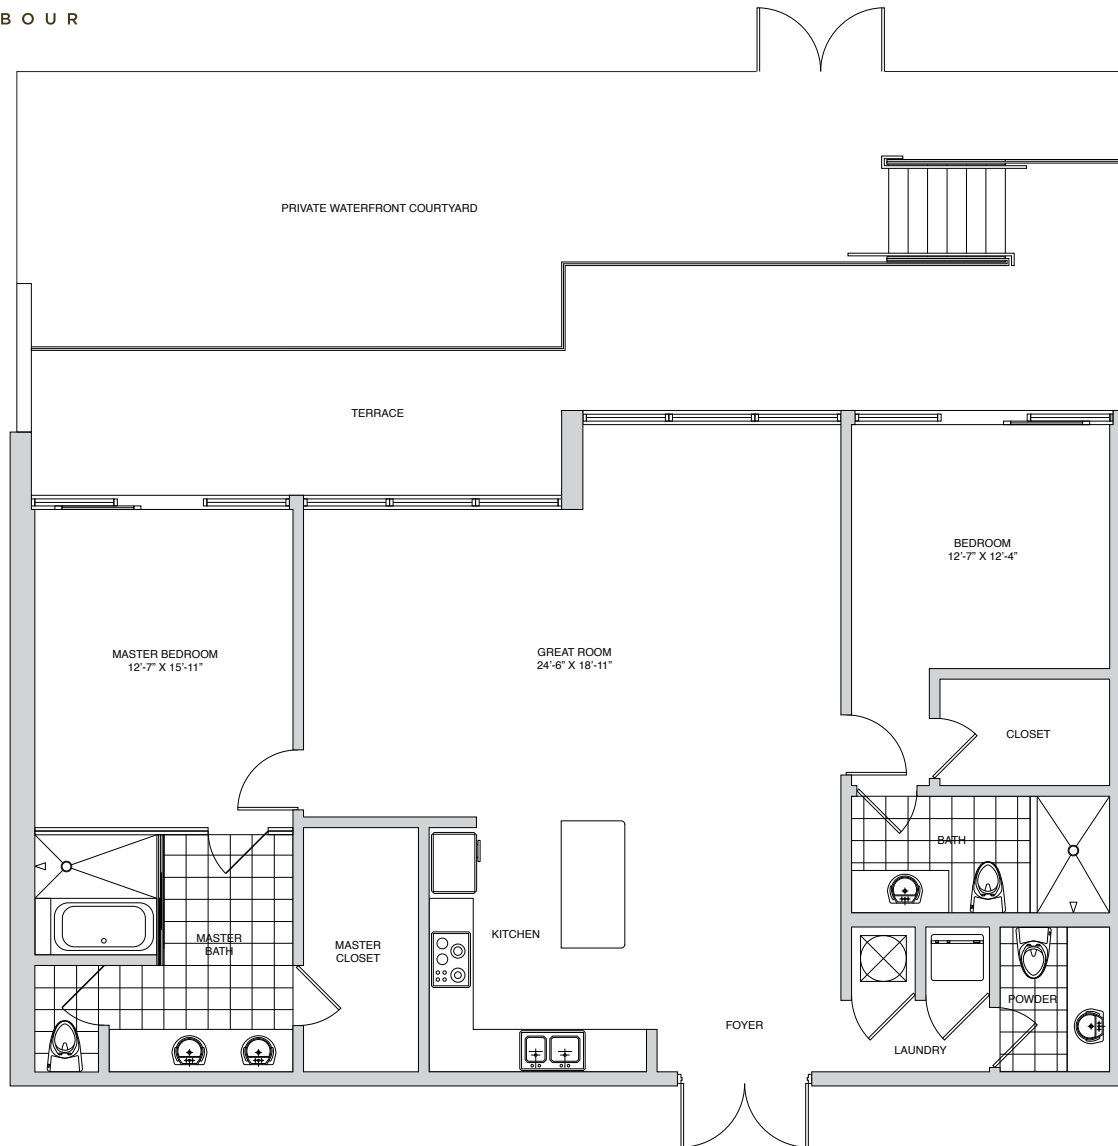 BOUR
PRIVATE WATERFRONT COURTYARD
TERRACE
BEDROOM
12'-7" X 12'-4"
MASTER BEDROOM
12'-7" X 15'-11"
GREAT ROOM
24'-6" X 18'-11"
CLOSET
BATH
KITCHEN
MASTER
BATH
MASTER
CLOSET
POWDER
FOYER
LAUNDRY